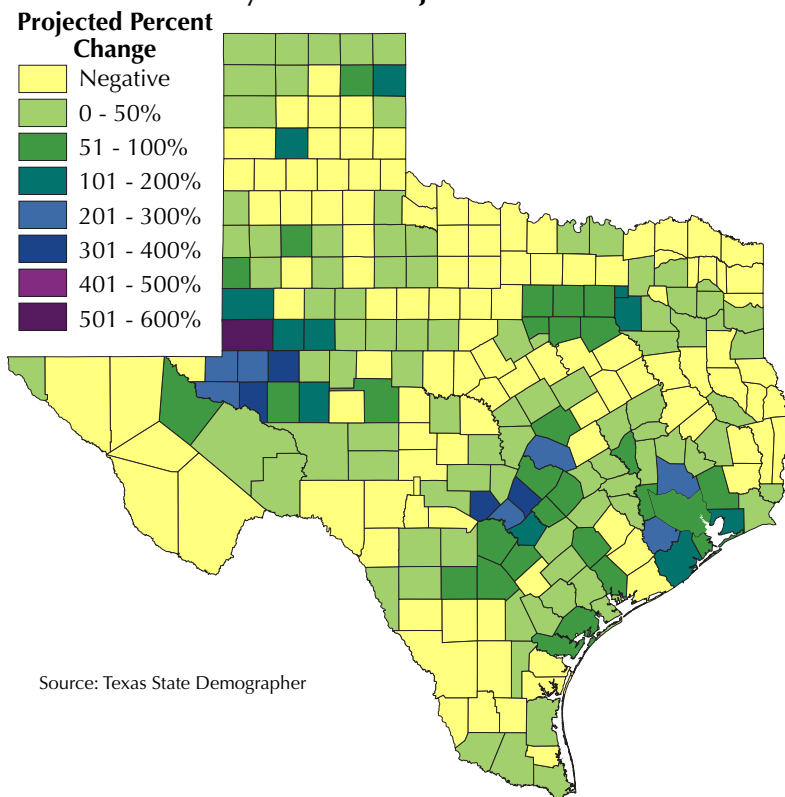 Projected Percent
Change
Negative
0 - 50%
51 - 100%
101 - 200%
201 - 300%
301 - 400%
401 - 500%
501 - 600%
Source: Texas State Demographer